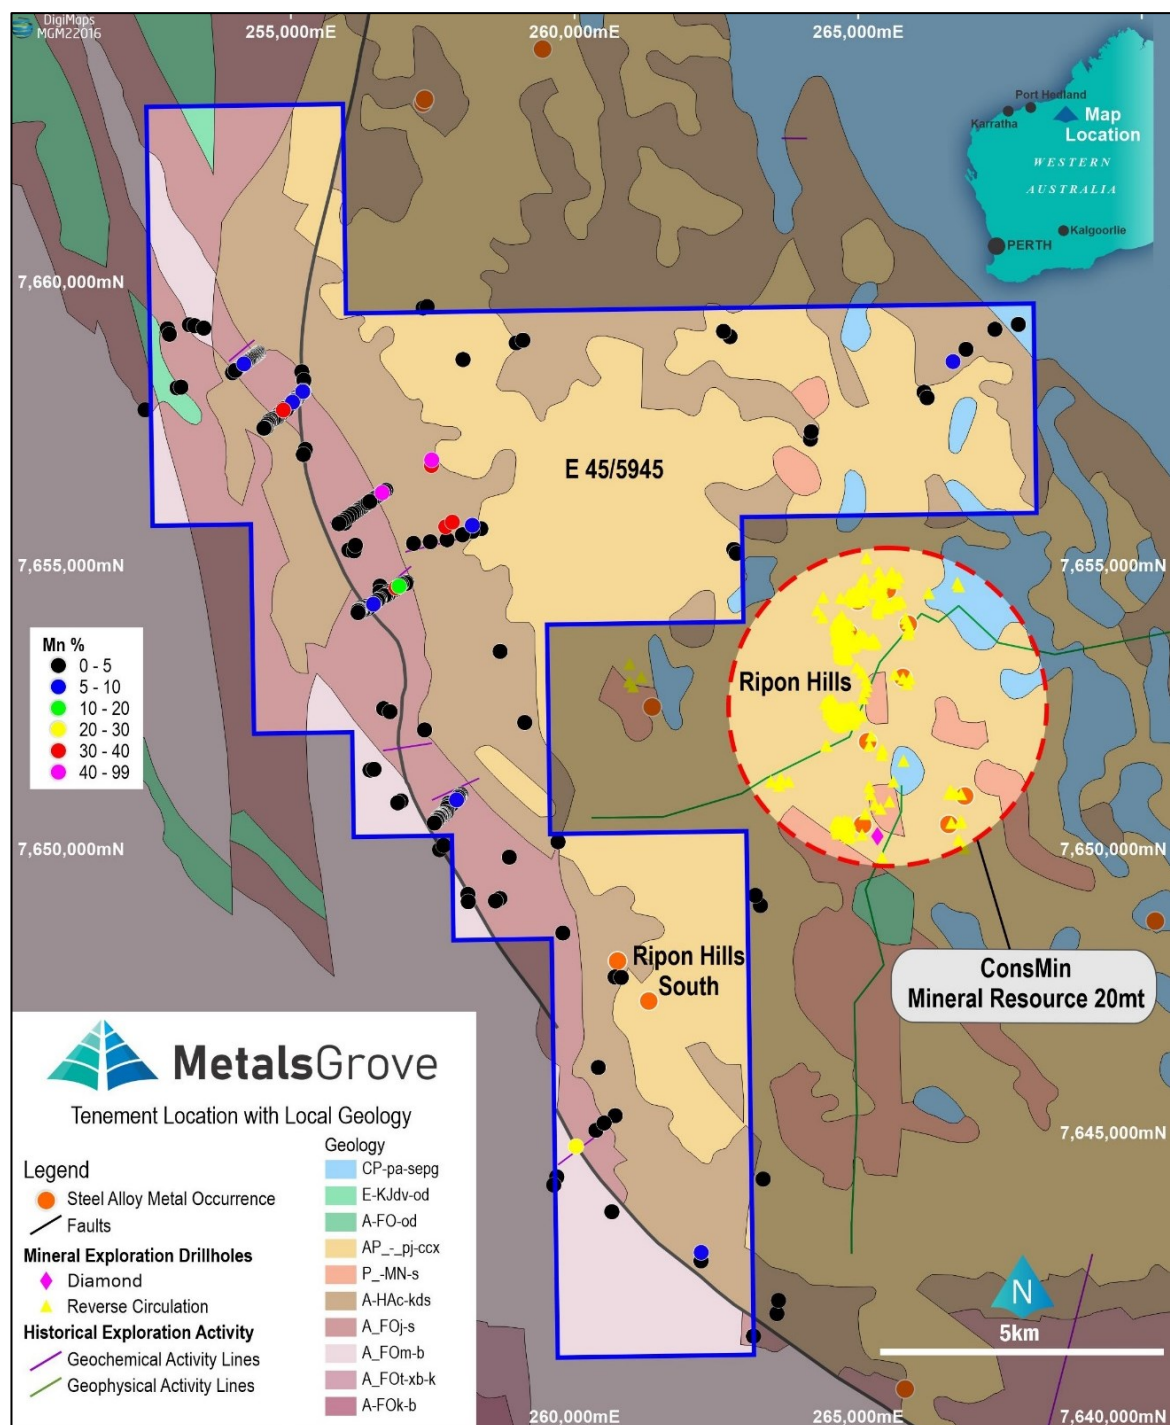 DigiMaps
MGM22016
255,000mE
260,000mE
265,000mE
Port Hedland
Karratha
Map
Location
WESTERN
AUSTRALIA
Kalgoorlie
PERTH
7,660,000mN
7,660,000mN
E 45/5945
7,655,000mN
7,655,000mN
Mn %
0 - 5
5 - 10
10 - 20
20 - 30
30 - 40
40 - 99
Ripon Hills
7,650,000mN
7,650,000mN
Ripon Hills
South
ConsMin
Mineral Resource 20mt
MetalsGrove
Tenement Location with Local Geology
Legend
Steel Alloy Metal Occurrence
Faults
Mineral Exploration Drillholes
Diamond
Reverse Circulation
Historical Exploration Activity
Geochemical Activity Lines
Geophysical Activity Lines
Geology
CP-pa-sepg
E-KJdv-od
A-FO-od
AP_-_pj-ccx
P_-MN-s
A-HAc-kds
A_FOj-s
A_FOm-b
A_FOt-xb-k
A-FOk-b
7,645,000mN
N
5km
260,000mE
265,000mE
7,640,000mN